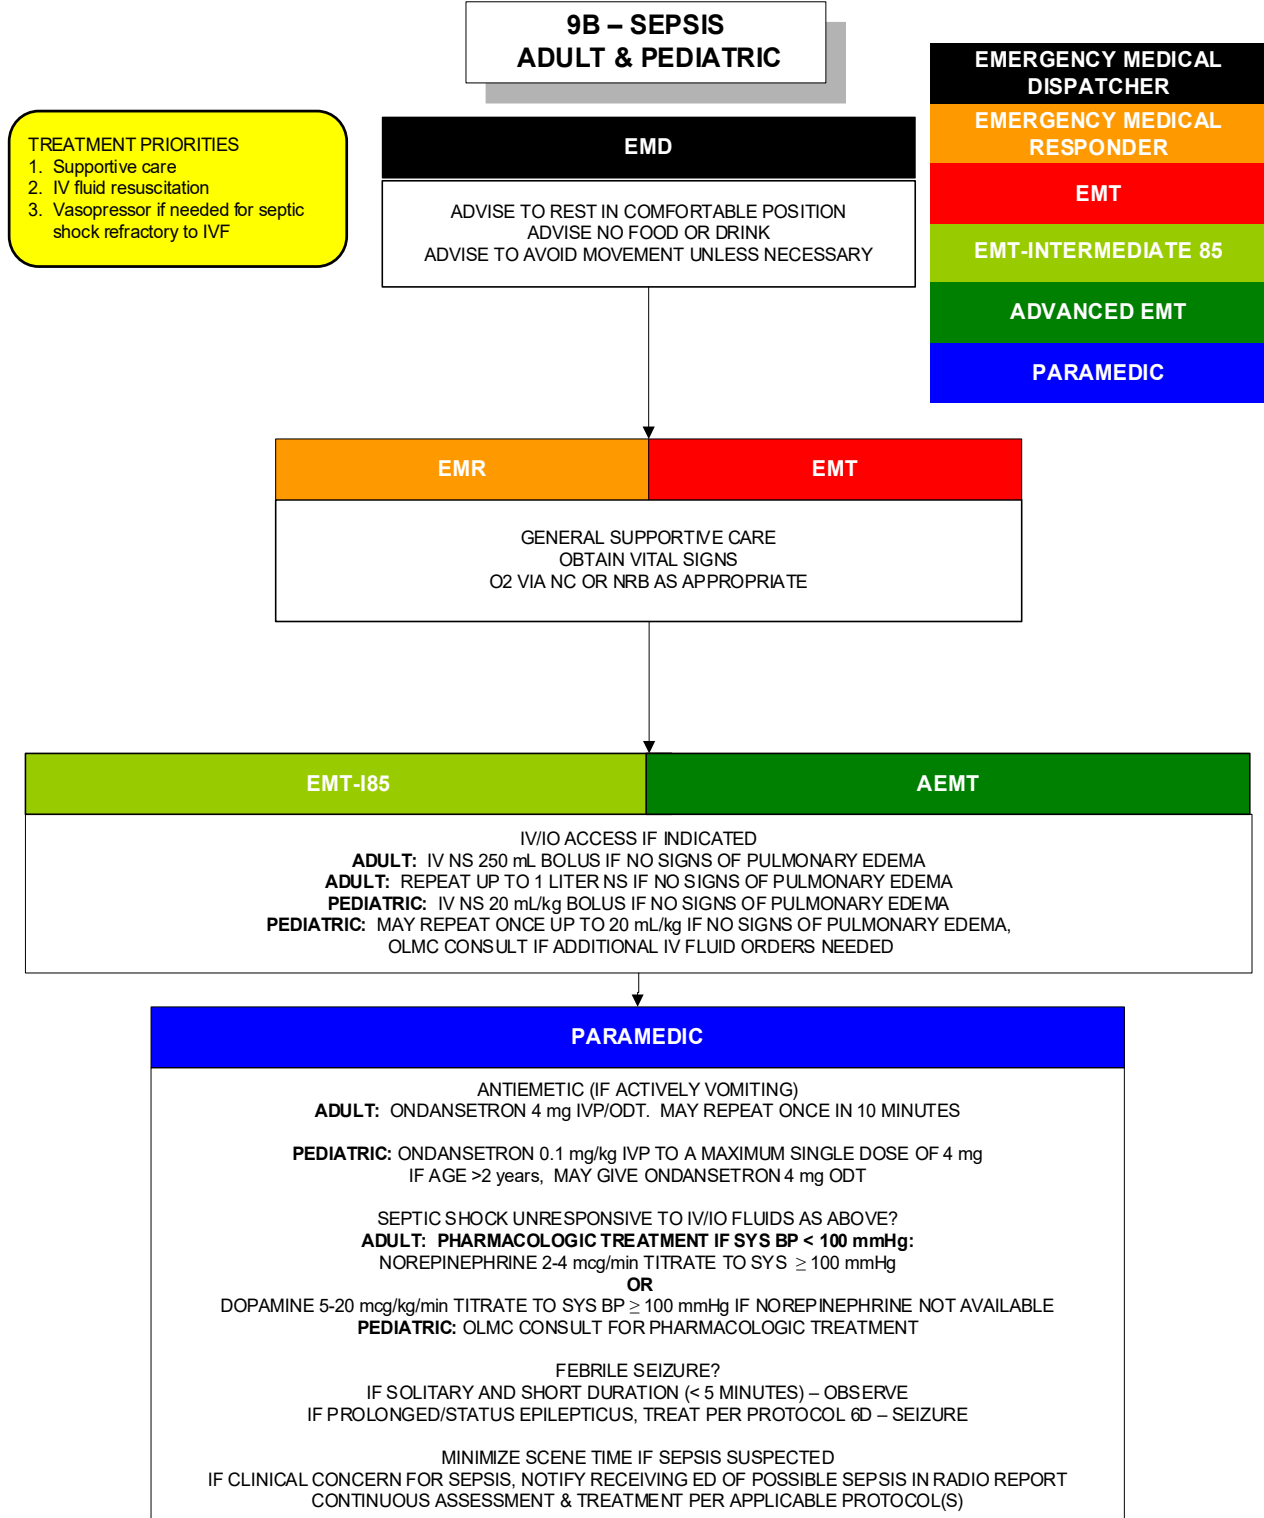 9B – SEPSIS
ADULT & PEDIATRIC
TREATMENT PRIORITIES
1. Supportive care
2. IV fluid resuscitation
3. Vasopressor if needed for septic
shock refractory to IVF
EMERGENCY MEDICAL
DISPATCHER
EMERGENCY MEDICAL
RESPONDER
EMT
EMT-INTERMEDIATE 85
ADVANCED EMT
PARAMEDIC
EMD
ADVISE TO REST IN COMFORTABLE POSITION
ADVISE NO FOOD OR DRINK
ADVISE TO AVOID MOVEMENT UNLESS NECESSARY
EMR
EMT
GENERAL SUPPORTIVE CARE
OBTAIN VITAL SIGNS
O2 VIA NC OR NRB AS APPROPRIATE
EMT-I85
AEMT
IV/IO ACCESS IF INDICATED
ADULT: IV NS 250 mL BOLUS IF NO SIGNS OF PULMONARY EDEMA
ADULT: REPEAT UP TO 1 LITER NS IF NO SIGNS OF PULMONARY EDEMA
PEDIATRIC: IV NS 20 mL/kg BOLUS IF NO SIGNS OF PULMONARY EDEMA
PEDIATRIC: MAY REPEAT ONCE UP TO 20 mL/kg IF NO SIGNS OF PULMONARY EDEMA,
OLMC CONSULT IF ADDITIONAL IV FLUID ORDERS NEEDED
PARAMEDIC
ANTIEMETIC (IF ACTIVELY VOMITING)
ADULT: ONDANSETRON 4 mg IVP/ODT. MAY REPEAT ONCE IN 10 MINUTES
PEDIATRIC: ONDANSETRON 0.1 mg/kg IVP TO A MAXIMUM SINGLE DOSE OF 4 mg
IF AGE >2 years, MAY GIVE ONDANSETRON 4 mg ODT
SEPTIC SHOCK UNRESPONSIVE TO IV/IO FLUIDS AS ABOVE?
ADULT: PHARMACOLOGIC TREATMENT IF SYS BP < 100 mmHg:
NOREPINEPHRINE 2-4 mcg/min TITRATE TO SYS ≥ 100 mmHg
OR
DOPAMINE 5-20 mcg/kg/min TITRATE TO SYS BP ≥ 100 mmHg IF NOREPINEPHRINE NOT AVAILABLE
PEDIATRIC: OLMC CONSULT FOR PHARMACOLOGIC TREATMENT
FEBRILE SEIZURE?
IF SOLITARY AND SHORT DURATION (< 5 MINUTES) – OBSERVE
IF PROLONGED/STATUS EPILEPTICUS, TREAT PER PROTOCOL 6D – SEIZURE
MINIMIZE SCENE TIME IF SEPSIS SUSPECTED
IF CLINICAL CONCERN FOR SEPSIS, NOTIFY RECEIVING ED OF POSSIBLE SEPSIS IN RADIO REPORT
CONTINUOUS ASSESSMENT & TREATMENT PER APPLICABLE PROTOCOL(S)